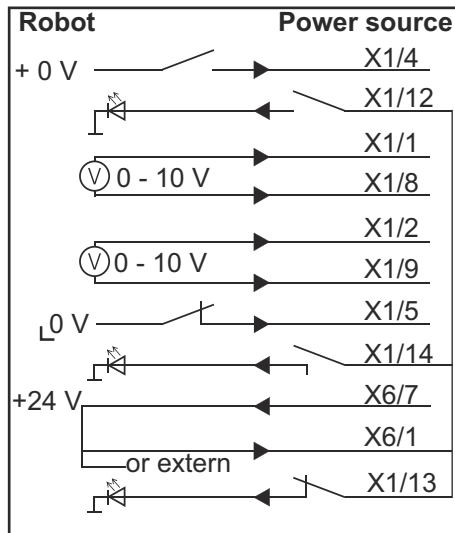 Robot Power source
+ 0 V X1/4
X1/12
X1/1
V 0 - 10 V
X1/8
X1/2
V 0 - 10 V
X1/9
0 V X1/5
X1/14
+24 V X6/7
X6/1
or extern
X1/13